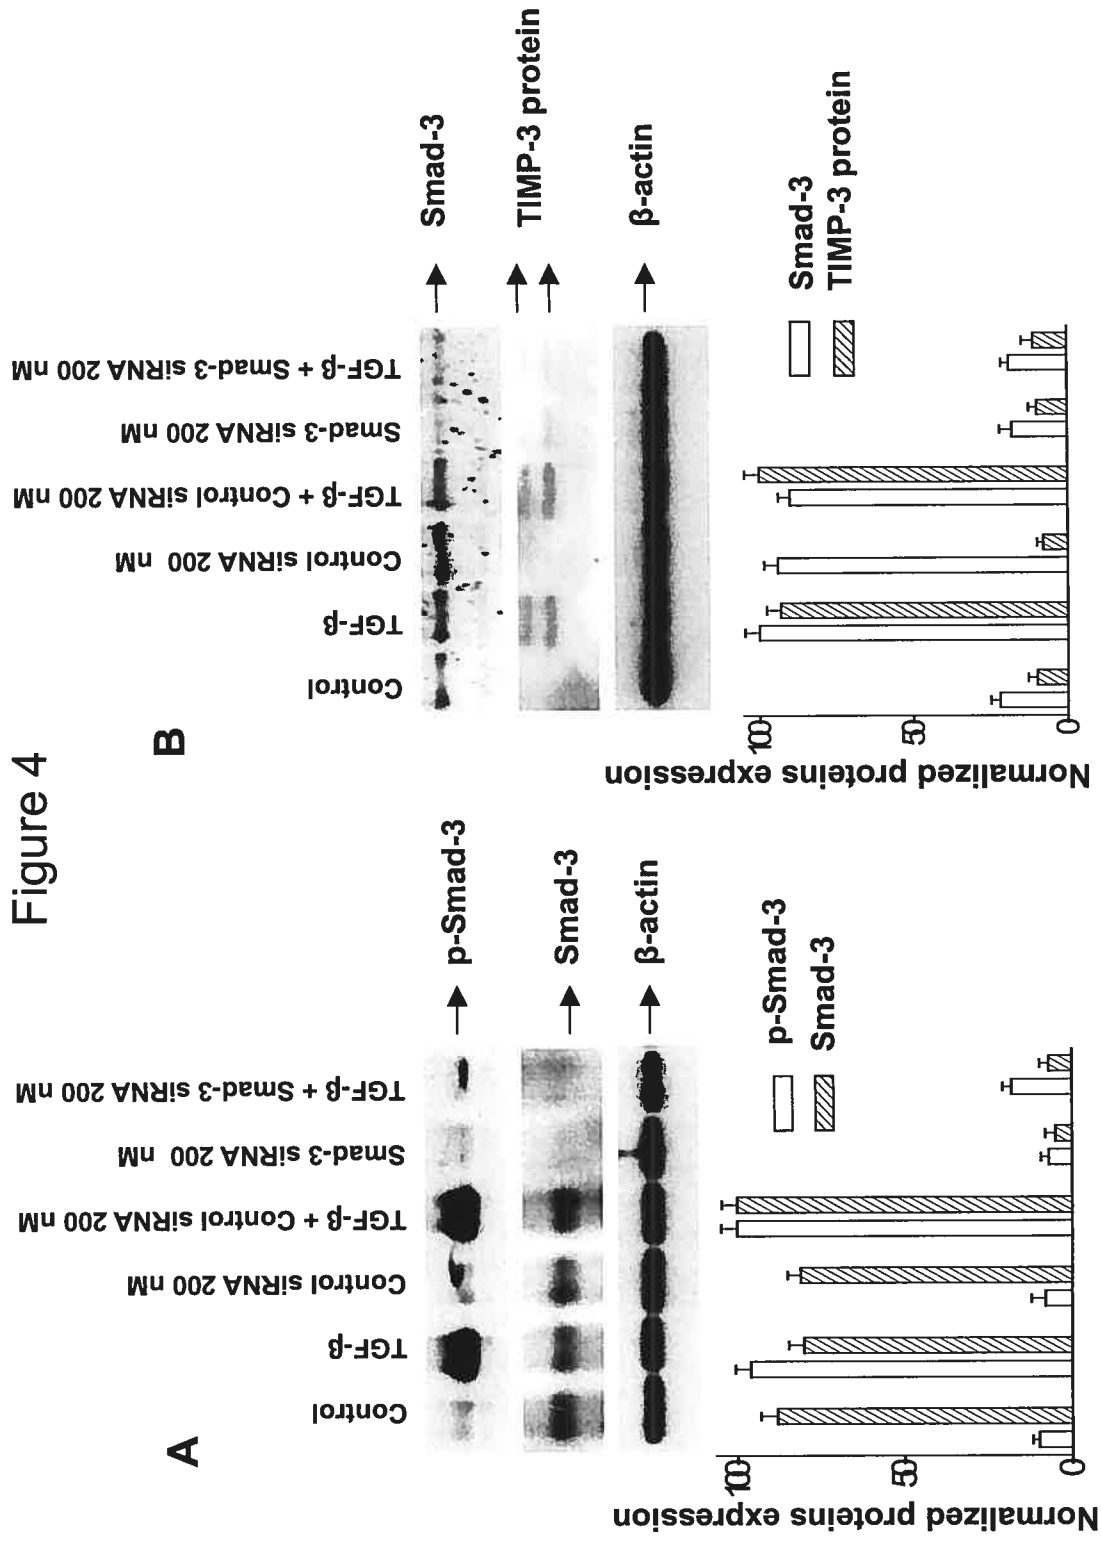 Figure 4
A
Control
TGF-β
Control siRNA 200 nM
TGF-β + Control siRNA 200 nM
Smad-3 siRNA 200 nM
TGF-β + Smad-3 siRNA 200 nM
p-Smad-3
Smad-3
β-actin
Normalized proteins expression
100
50
0
p-Smad-3
Smad-3
B
Control
TGF-β
Control siRNA 200 nM
TGF-β + Control siRNA 200 nM
Smad-3 siRNA 200 nM
TGF-β + Smad-3 siRNA 200 nM
Smad-3
TIMP-3 protein
β-actin
Normalized proteins expression
100
50
0
Smad-3
TIMP-3 protein